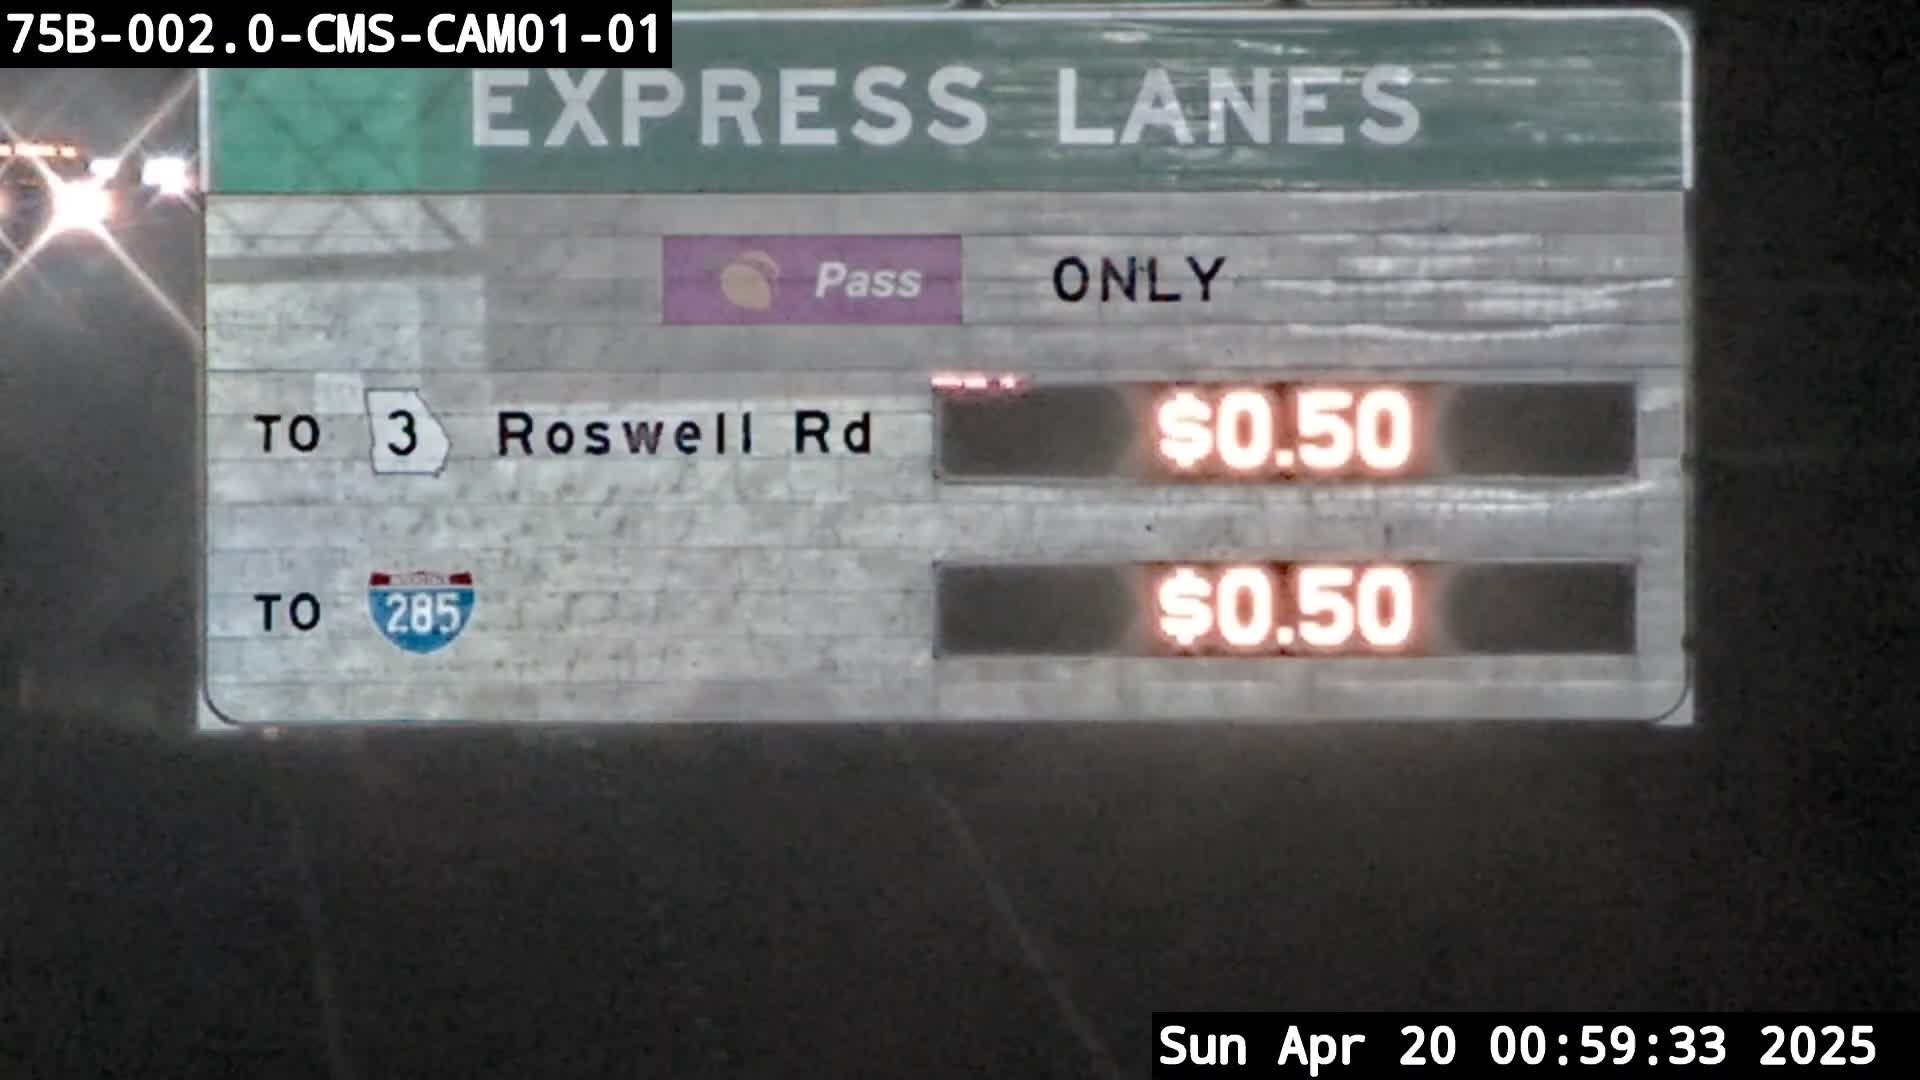 75B-002.0-CMS-CAM01-01
EXPRESS LANES
Pass ONLY
TO 3 Roswell Rd $0.50
TO 285 $0.50
Sun Apr 20 00:59:33 2025